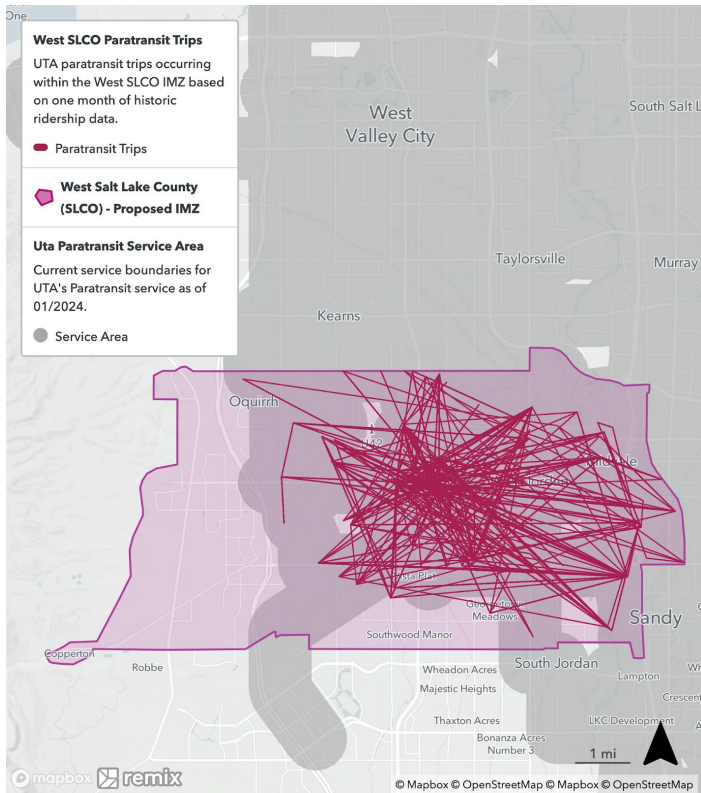 One
West SLCO Paratransit Trips
UTA paratransit trips occurring
within the West SLCO IMZ based
on one month of historic
ridership data.
Paratransit Trips
West Salt Lake County
(SLCO) - Proposed IMZ
Uta Paratransit Service Area
Current service boundaries for
UTA's Paratransit service as of
01/2024.
Service Area
West
Valley City
South Salt L
Taylorsville
Murray
Kearns
Oquirrh
U42
Sandy
Southwood Manor
Meadows
Copperton
Robbe
South Jordan
Wheadon Acres
Lampton
Majestic Heights
Crescent
Thaxton Acres
LKC Development
Bonanza Acres
Number 3
1 mi
mapbox remix
© Mapbox © OpenStreetMap © Mapbox © OpenStreetMap